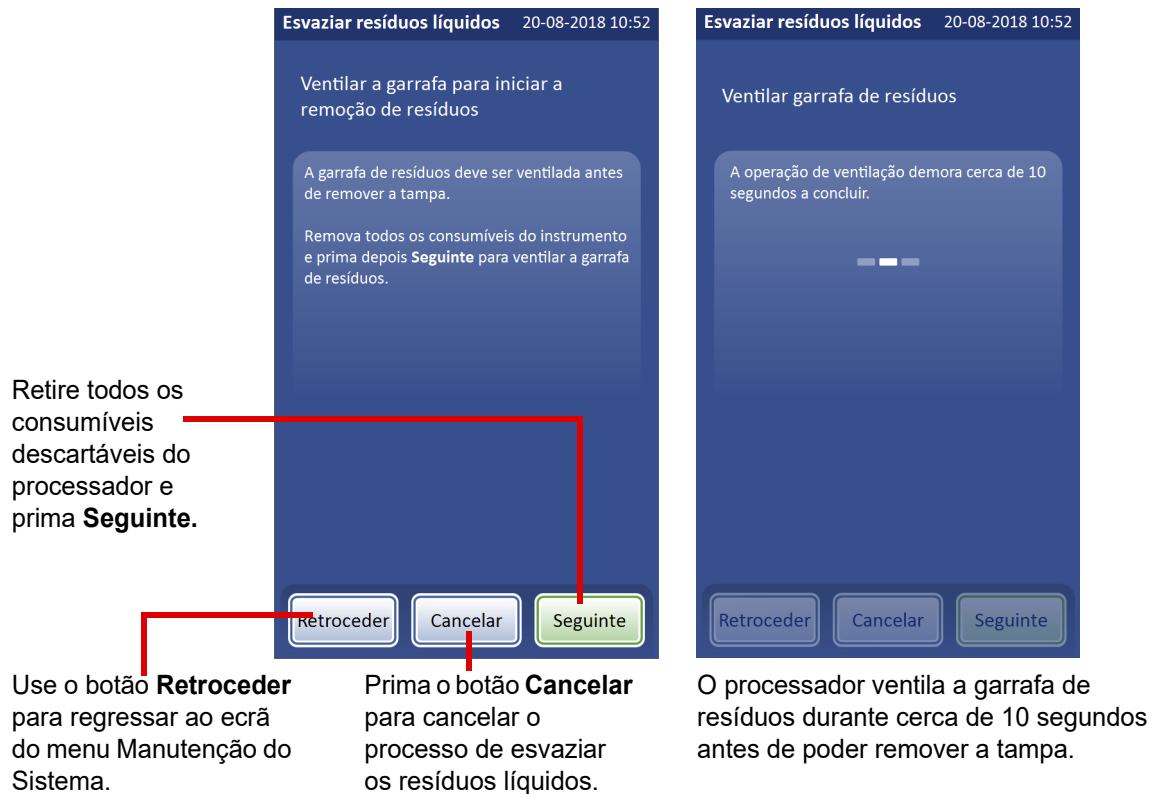 Esvaziar resíduos líquidos 20-08-2018 10:52
Ventilar a garrafa para iniciar a
remoção de resíduos
A garrafa de resíduos deve ser ventilada antes
de remover a tampa.
Remova todos os consumíveis do instrumento
e prima depois Seguinte para ventilar a garrafa
de resíduos.
Retroceder Cancelar Seguinte
Retire todos os
consumíveis
descartáveis do
processador e
prima Seguinte.
Use o botão Retroceder
para regressar ao ecrã
do menu Manutenção do
Sistema.
Prima o botão Cancelar
para cancelar o
processo de esvaziar
os resíduos líquidos.
Esvaziar resíduos líquidos 20-08-2018 10:52
Ventilar garrafa de resíduos
A operação de ventilação demora cerca de 10
segundos a concluir.
Retroceder Cancelar Seguinte
O processador ventila a garrafa de
resíduos durante cerca de 10 segundos
antes de poder remover a tampa.